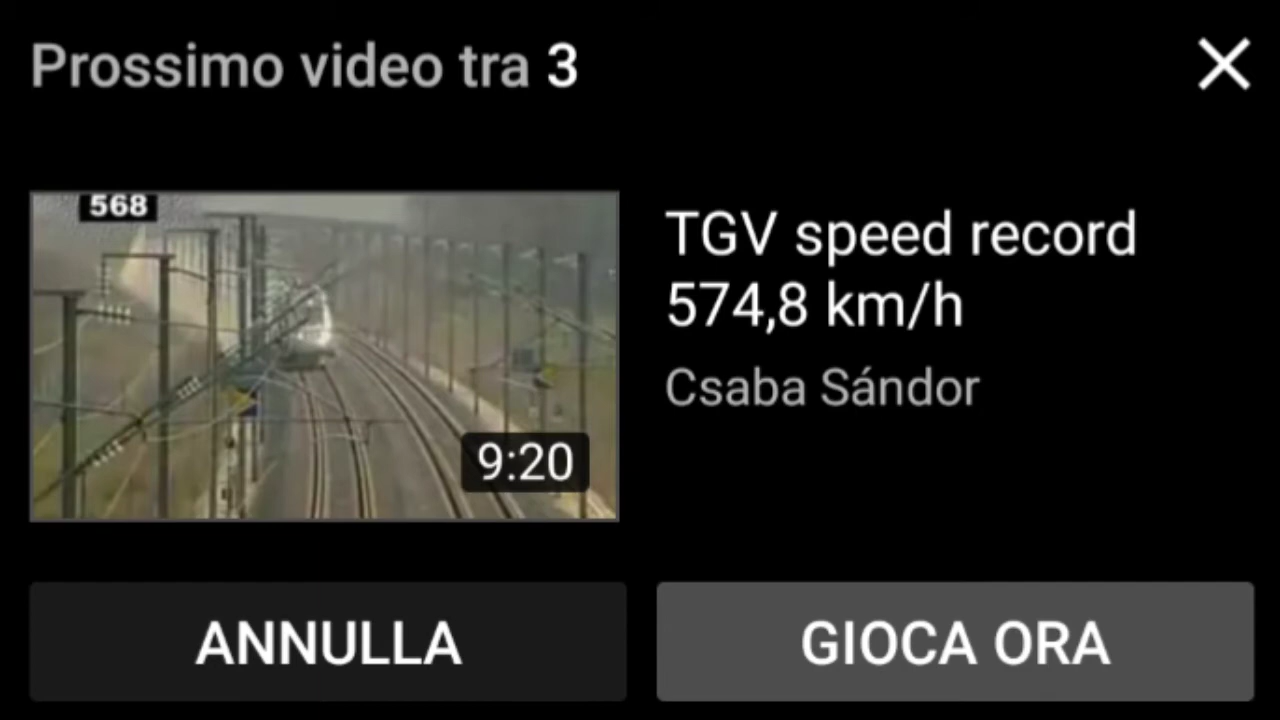 Prossimo video tra 3
568
TGV speed record
574,8 km/h
Csaba Sándor
9:20
ANNULLA
GIOCA ORA